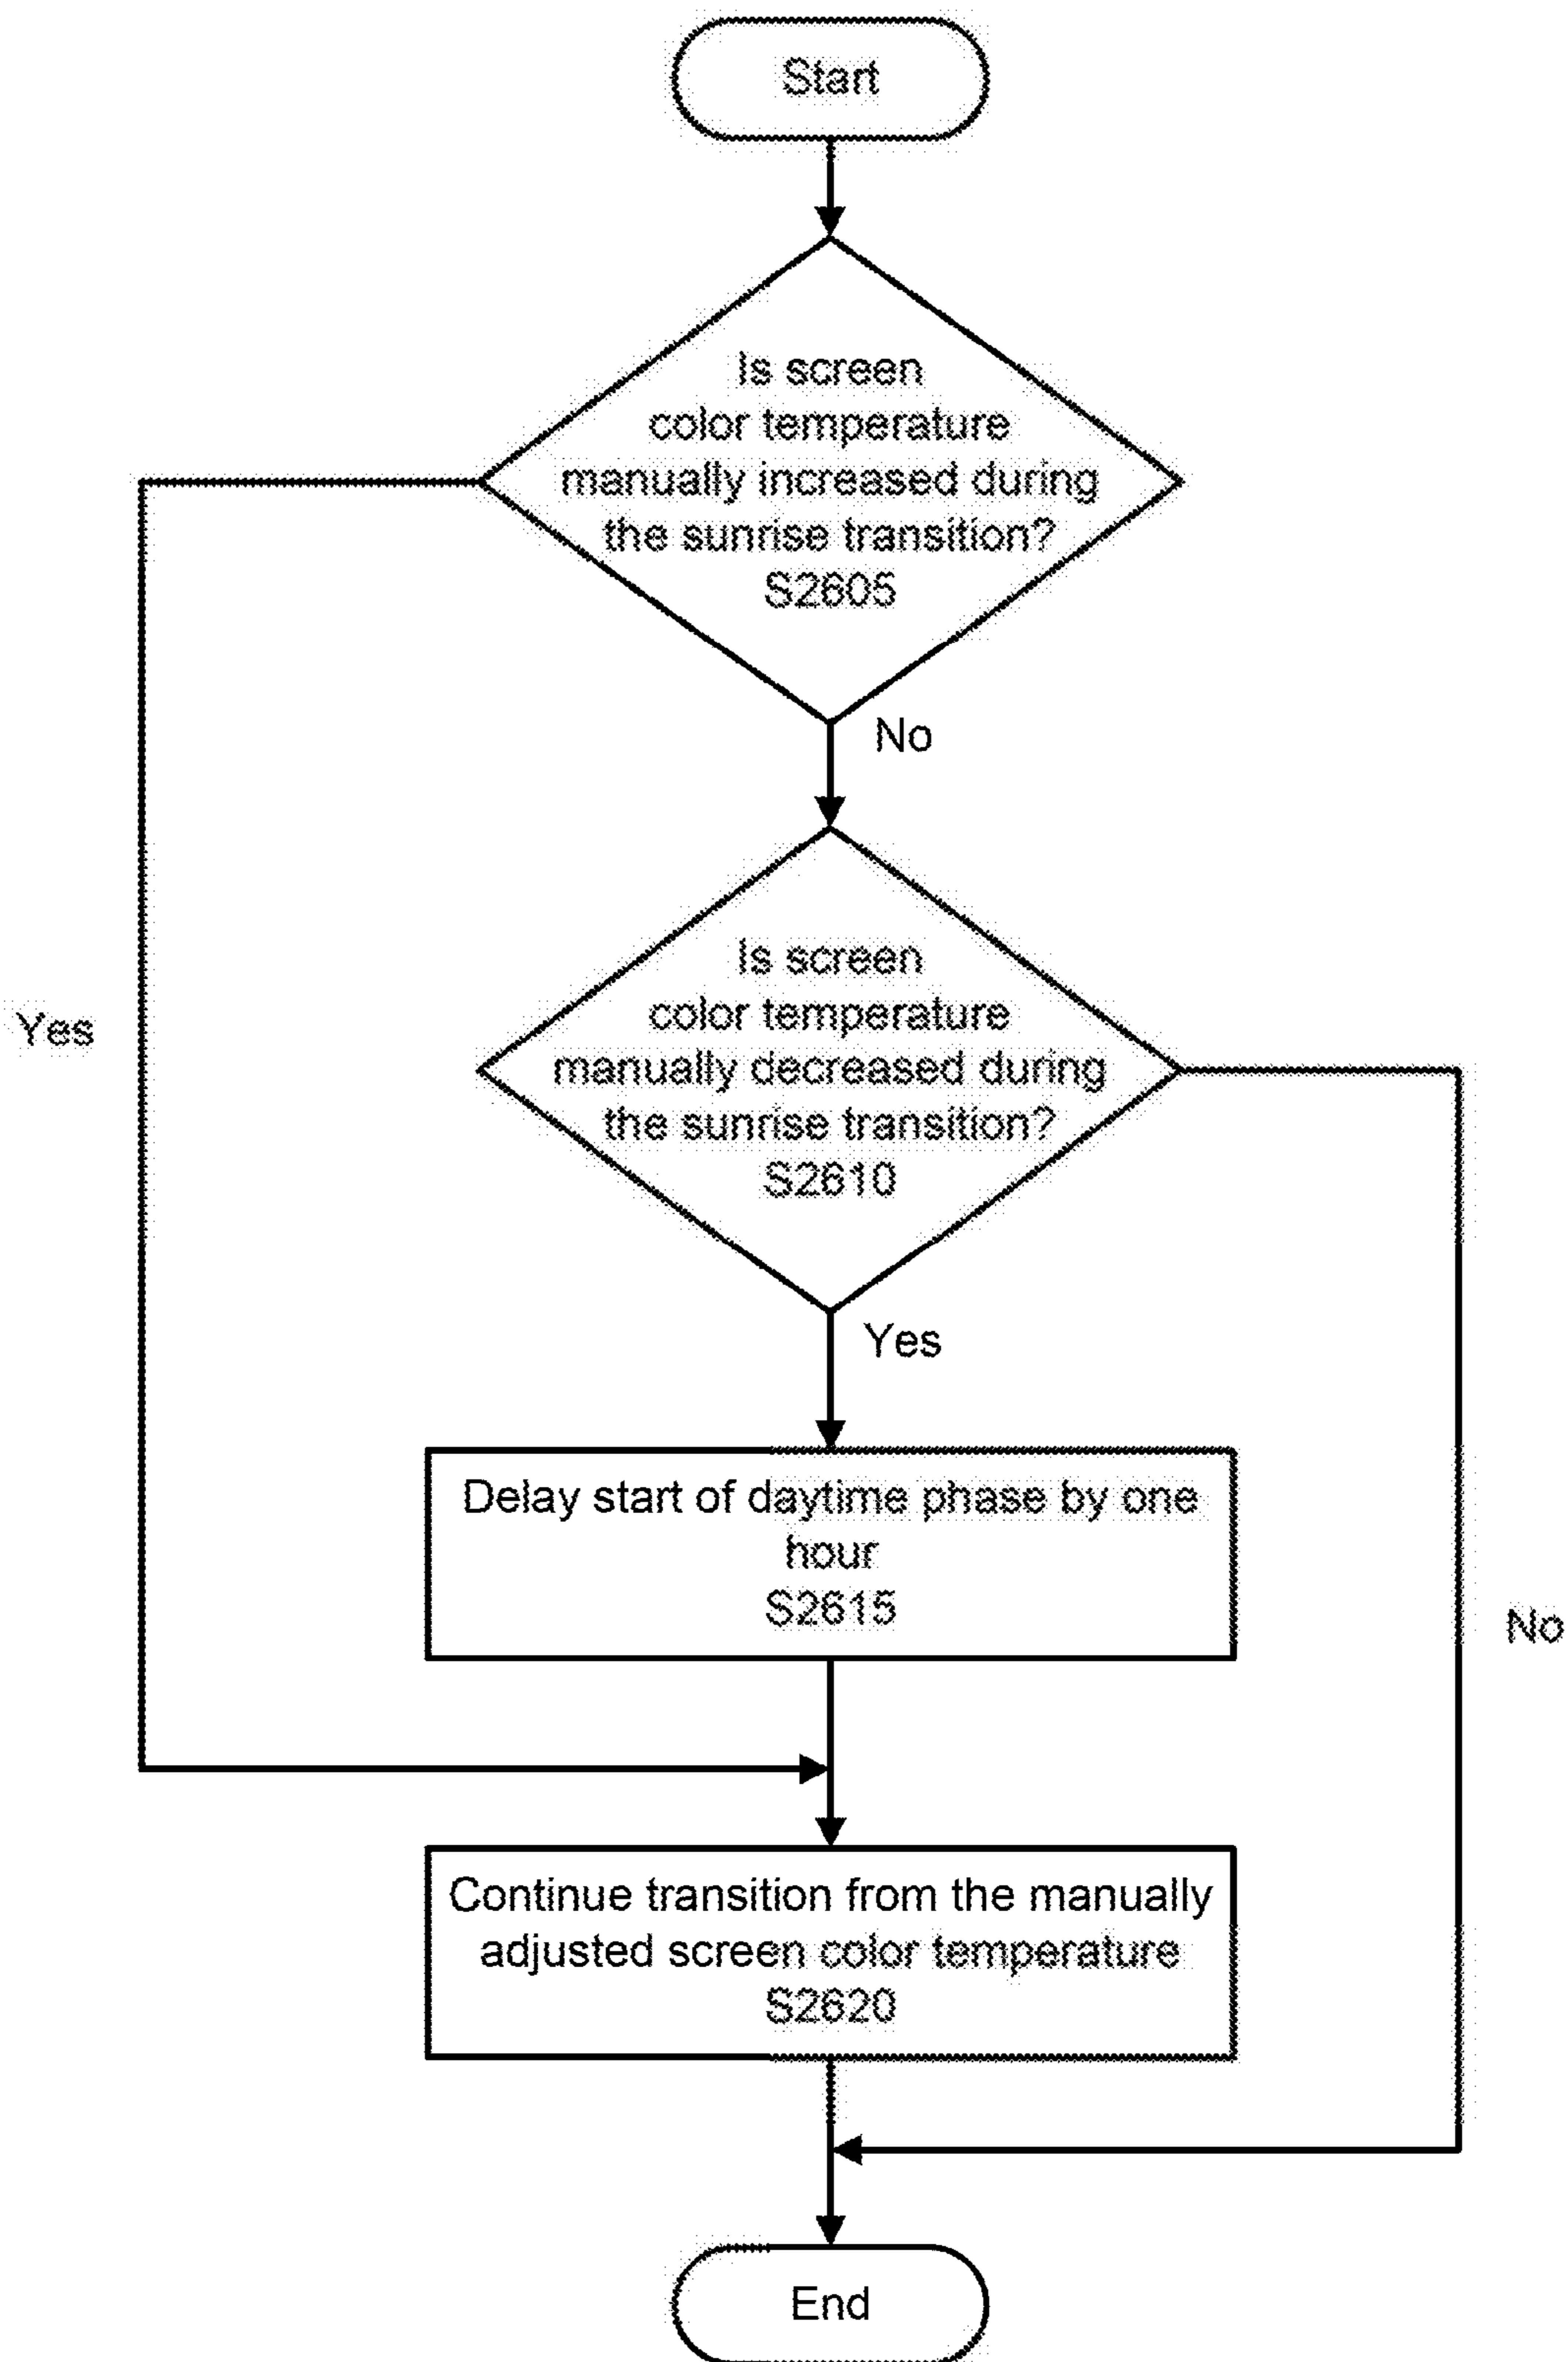 Start
Is screen
color temperature
manually increased during
the sunrise transition?
S2605
No
Yes
Is screen
color temperature
manually decreased during
the sunrise transition?
S2610
Yes
Delay start of daytime phase by one
hour
S2615
No
Continue transition from the manually
adjusted screen color temperature
S2620
End